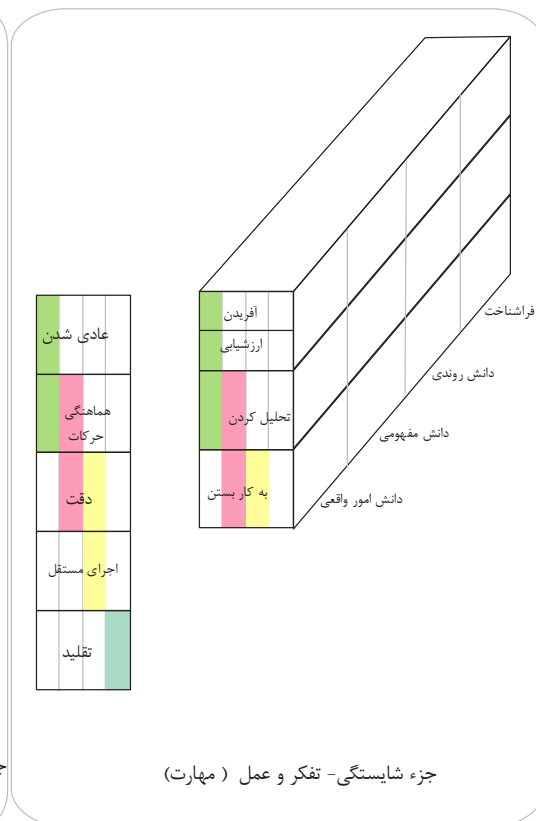 آفریدن
ارزشیابی
تحلیل کردن
به کار بستن
فراشناخت
دانش روندی
دانش مفهومی
دانش امور واقعی
عادی شدن
هماهنگی
حرکات
دقت
اجرای مستقل
تقلید
جزء شایستگی- تفکر و عمل ( مهارت)